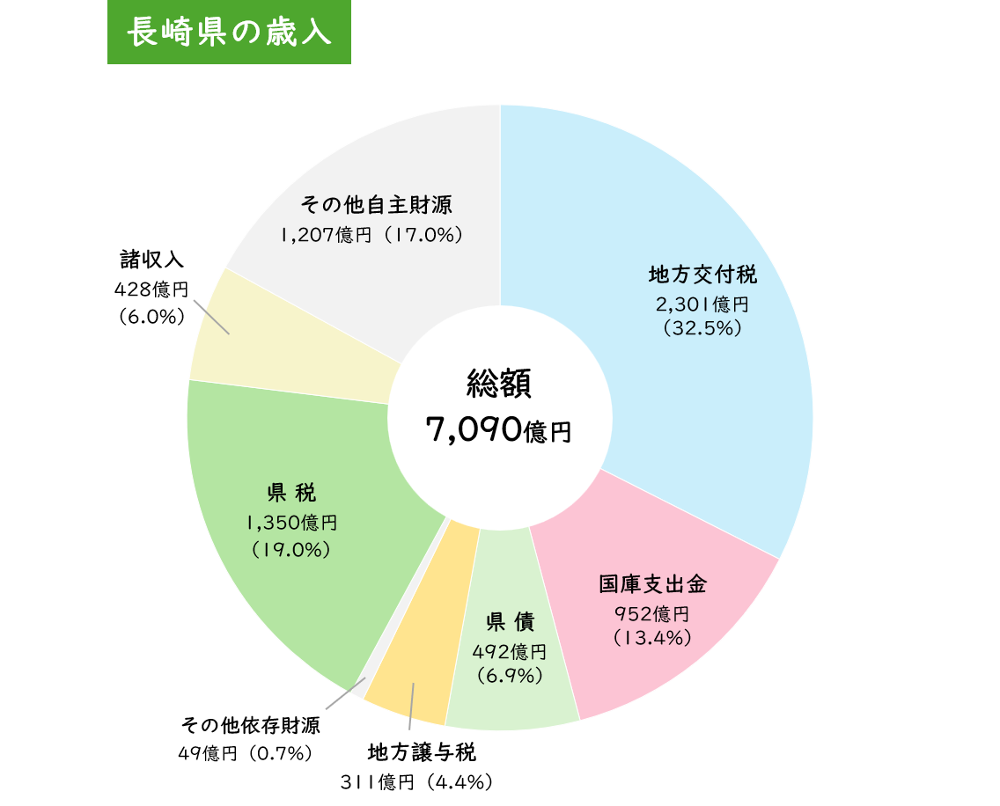 長崎県の歳入
その他自主財源
1,207億円（17.0%）
諸収入
428億円
（6.0%）
地方交付税
2,301億円
（32.5%）
総額
7,090億円
県 税
1,350億円
（19.0%）
国庫支出金
952億円
（13.4%）
県 債
492億円
（6.9%）
その他依存財源
49億円（0.7%）
地方譲与税
311億円（4.4%）